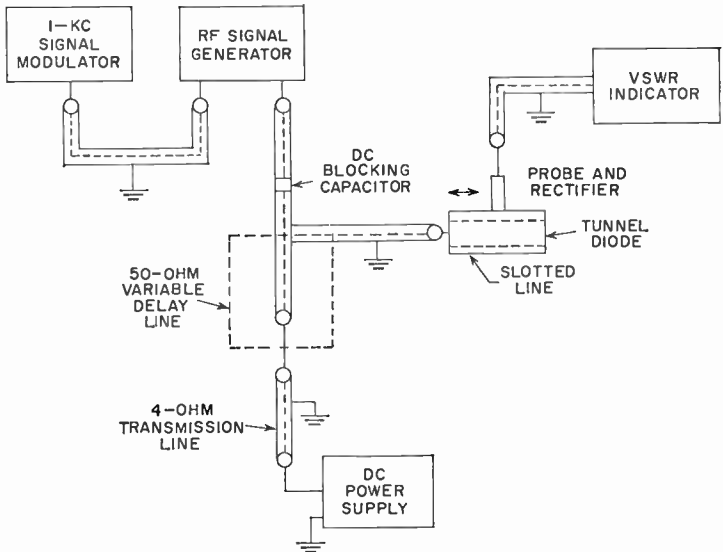 1-KC
SIGNAL
MODULATOR
RF SIGNAL
GENERATOR
VSWR
INDICATOR
DC
BLOCKING
CAPACITOR
PROBE AND
RECTIFIER
TUNNEL
DIODE
SLOTTED
LINE
50-OHM
VARIABLE
DELAY
LINE
4-OHM
TRANSMISSION
LINE
DC
POWER
SUPPLY